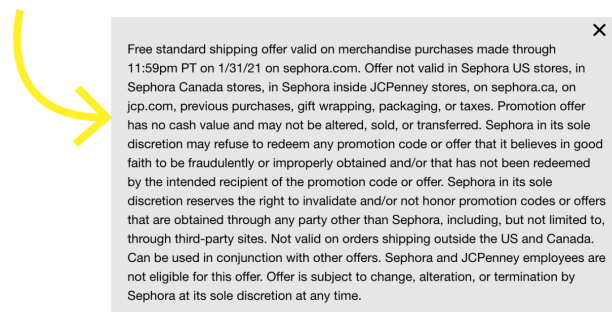 Free standard shipping offer valid on merchandise purchases made through
11:59pm PT on 1/31/21 on sephora.com. Offer not valid in Sephora US stores, in
Sephora Canada stores, in Sephora inside JCPenney stores, on sephora.ca, on
jcp.com, previous purchases, gift wrapping, packaging, or taxes. Promotion offer
has no cash value and may not be altered, sold, or transferred. Sephora in its sole
discretion may refuse to redeem any promotion code or offer that it believes in good
faith to be fraudulently or improperly obtained and/or that has not been redeemed
by the intended recipient of the promotion code or offer. Sephora in its sole
discretion reserves the right to invalidate and/or not honor promotion codes or offers
that are obtained through any party other than Sephora, including, but not limited to,
through third-party sites. Not valid on orders shipping outside the US and Canada.
Can be used in conjunction with other offers. Sephora and JCPenney employees are
not eligible for this offer. Offer is subject to change, alteration, or termination by
Sephora at its sole discretion at any time.